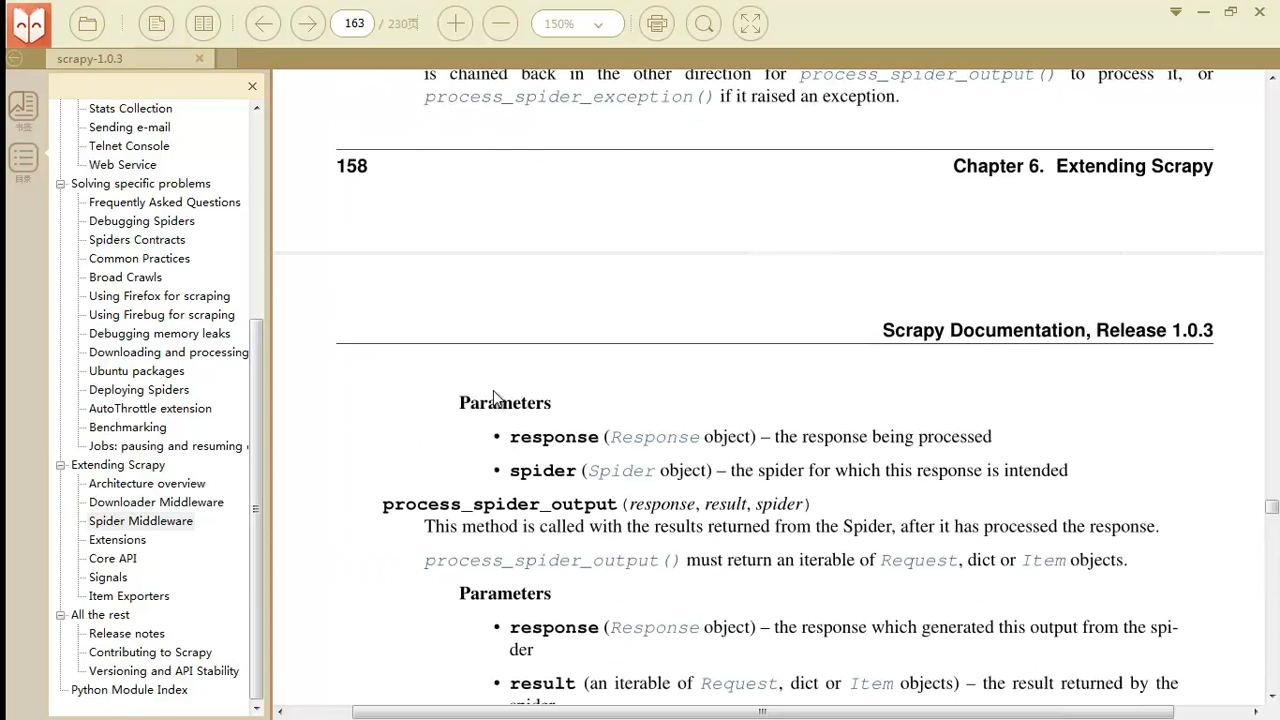 163
/ 230页
150%
scrapy-1.0.3
书签
目录
Stats Collection
Sending e-mail
Telnet Console
Web Service
Solving specific problems
Frequently Asked Questions
Debugging Spiders
Spiders Contracts
Common Practices
Broad Crawls
Using Firefox for scraping
Using Firebug for scraping
Debugging memory leaks
Downloading and processing
Ubuntu packages
Deploying Spiders
AutoThrottle extension
Benchmarking
Jobs: pausing and resuming
Extending Scrapy
Architecture overview
Downloader Middleware
Spider Middleware
Extensions
Core API
Signals
Item Exporters
All the rest
Release notes
Contributing to Scrapy
Versioning and API Stability
Python Module Index
is chained back in the other direction for process_spider_output() to process it, or
process_spider_exception() if it raised an exception.
158 Chapter 6. Extending Scrapy
Scrapy Documentation, Release 1.0.3
Parameters
• response (Response object) – the response being processed
• spider (Spider object) – the spider for which this response is intended
process_spider_output (response, result, spider)
This method is called with the results returned from the Spider, after it has processed the response.
process_spider_output() must return an iterable of Request, dict or Item objects.
Parameters
• response (Response object) – the response which generated this output from the spi-
der
• result (an iterable of Request, dict or Item objects) – the result returned by the
spider